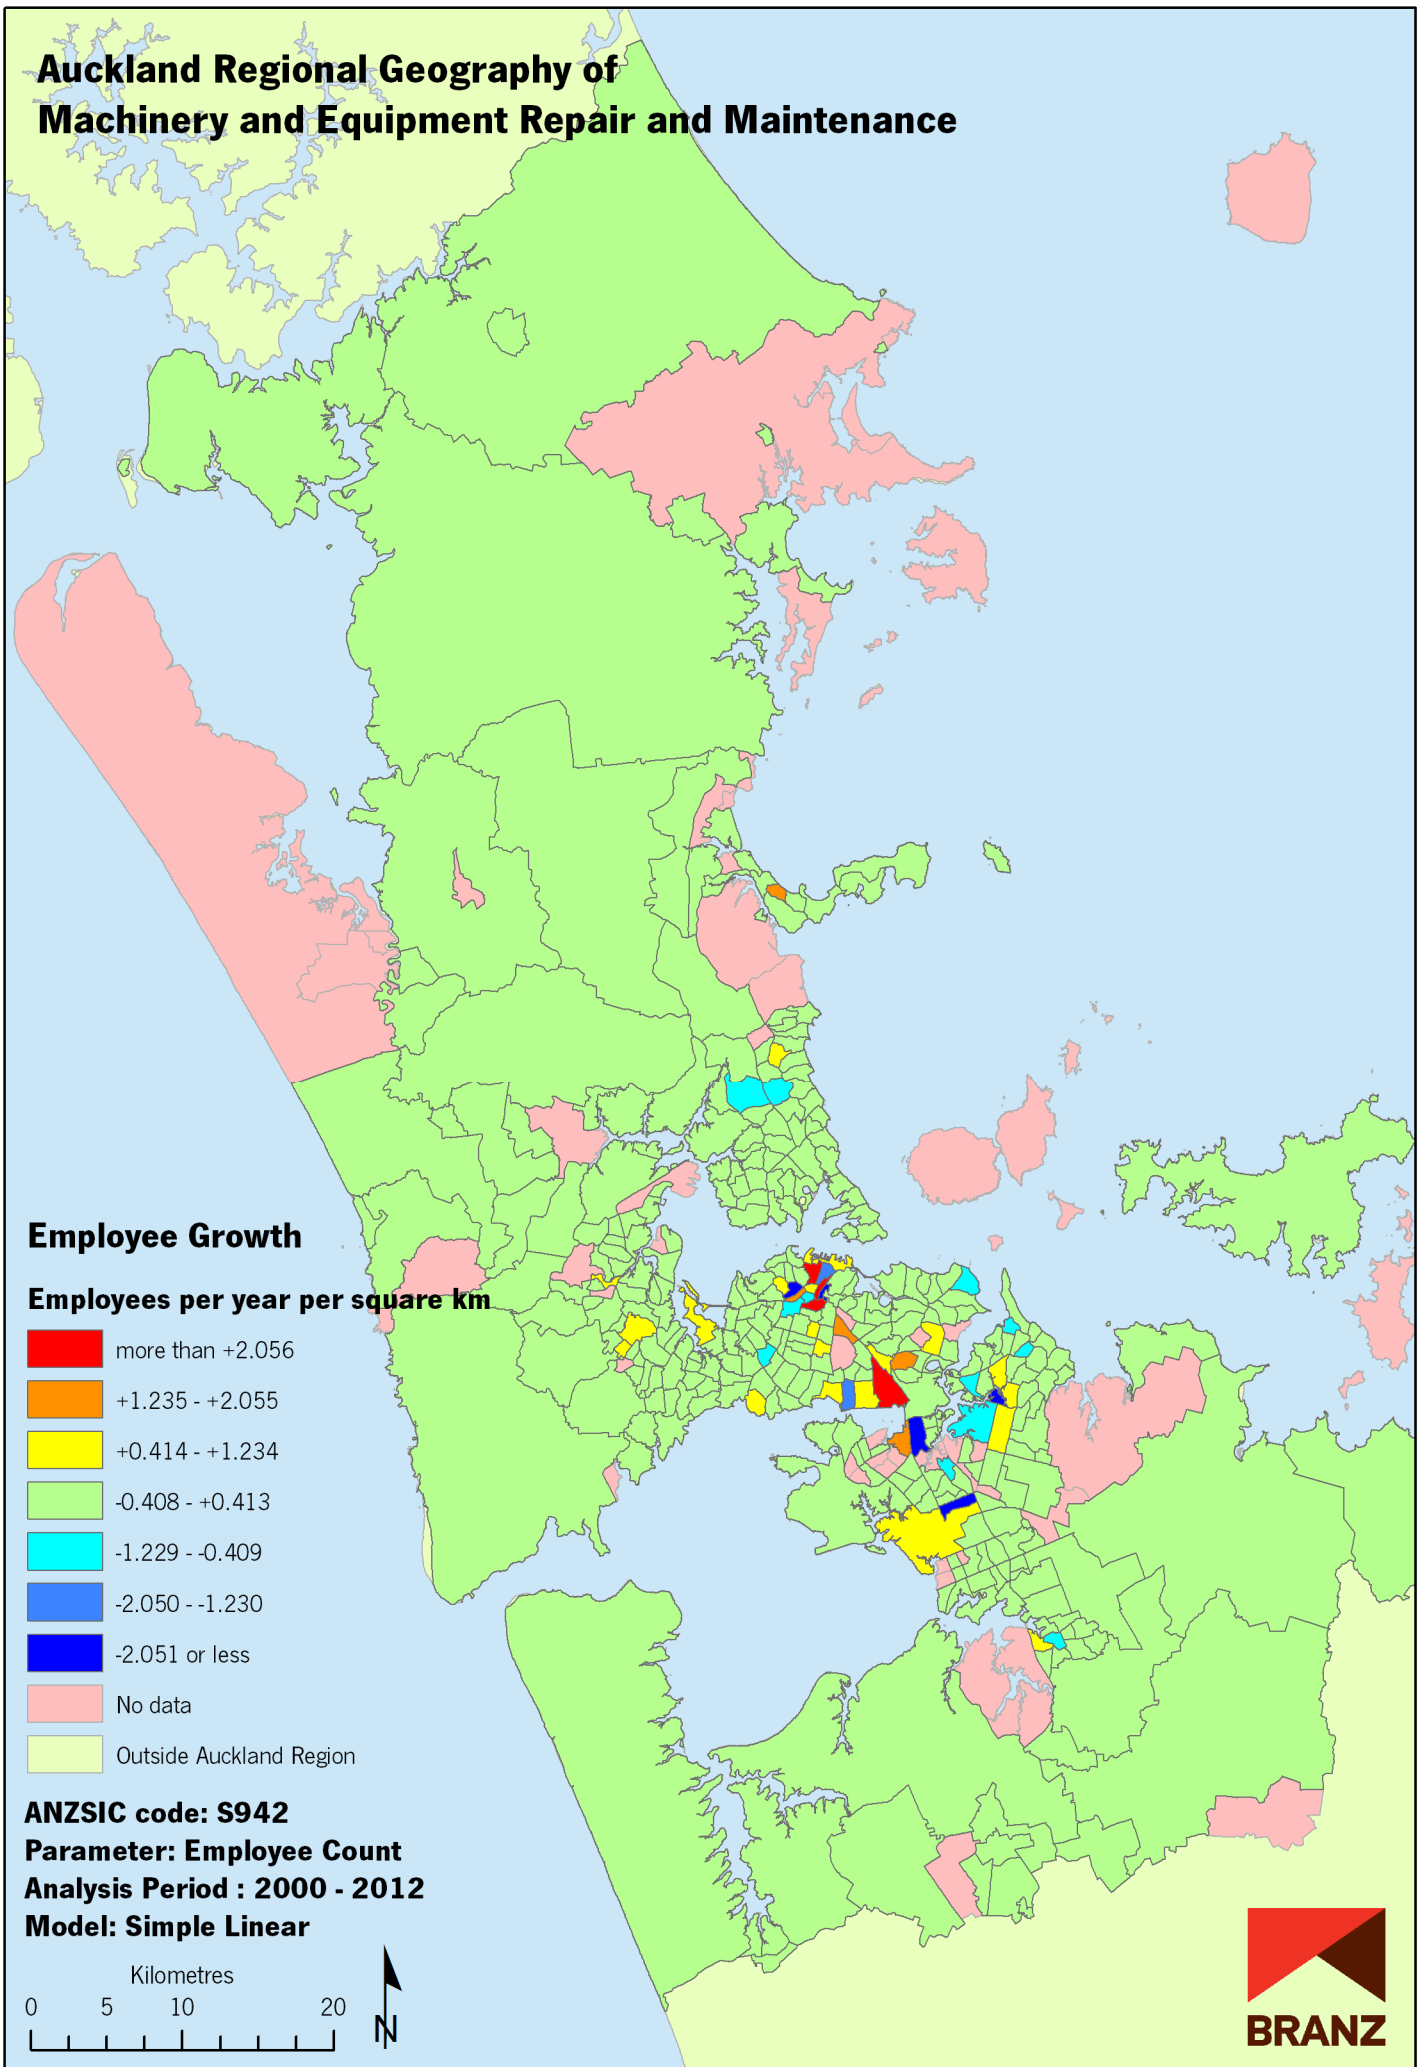 Auckland Regional Geography of
Machinery and Equipment Repair and Maintenance
Employee Growth
Employees per year per square km
more than +2.056
+1.235 - +2.055
+0.414 - +1.234
-0.408 - +0.413
-1.229 - -0.409
-2.050 - -1.230
-2.051 or less
No data
Outside Auckland Region
ANZSIC code: S942
Parameter: Employee Count
Analysis Period : 2000 - 2012
Model: Simple Linear
Kilometres
0 5 10 20
N
BRANZ